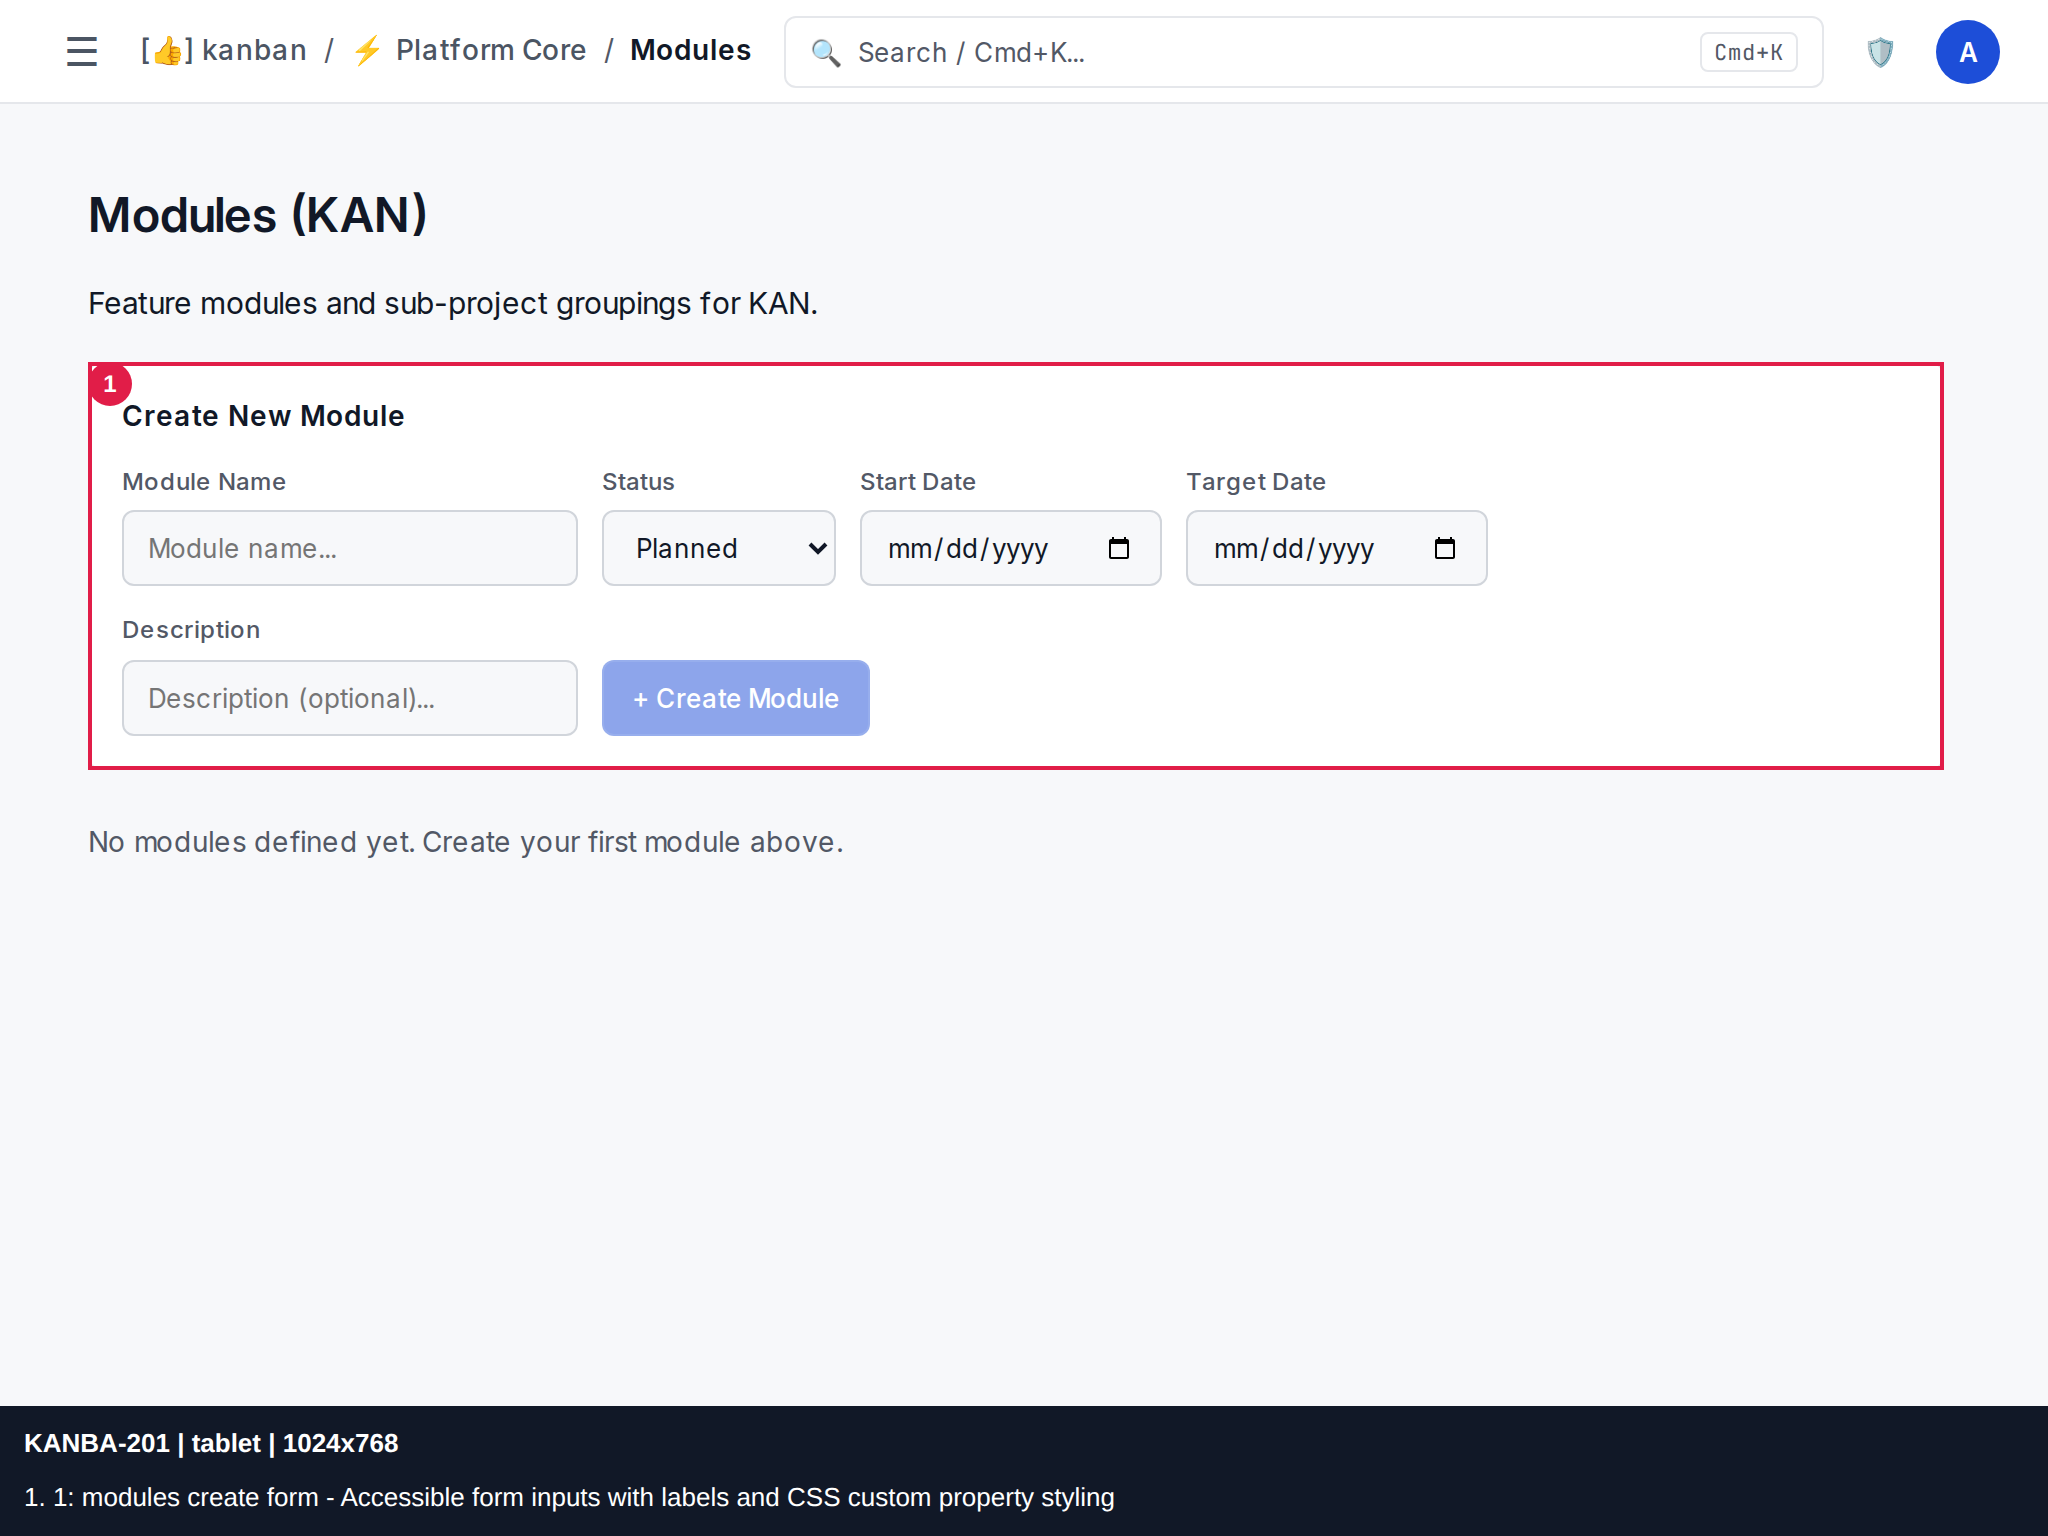 ☰ [👍] kanban / ⚡ Platform Core / Modules 🔍 Search / Cmd+K... Cmd+K 🛡️ A
Modules (KAN)
Feature modules and sub-project groupings for KAN.
1
Create New Module
Module Name Status Start Date Target Date
Module name... Planned mm/dd/yyyy mm/dd/yyyy
Description
Description (optional)... + Create Module
No modules defined yet. Create your first module above.
KANBA-201 | tablet | 1024x768
1. 1: modules create form - Accessible form inputs with labels and CSS custom property styling